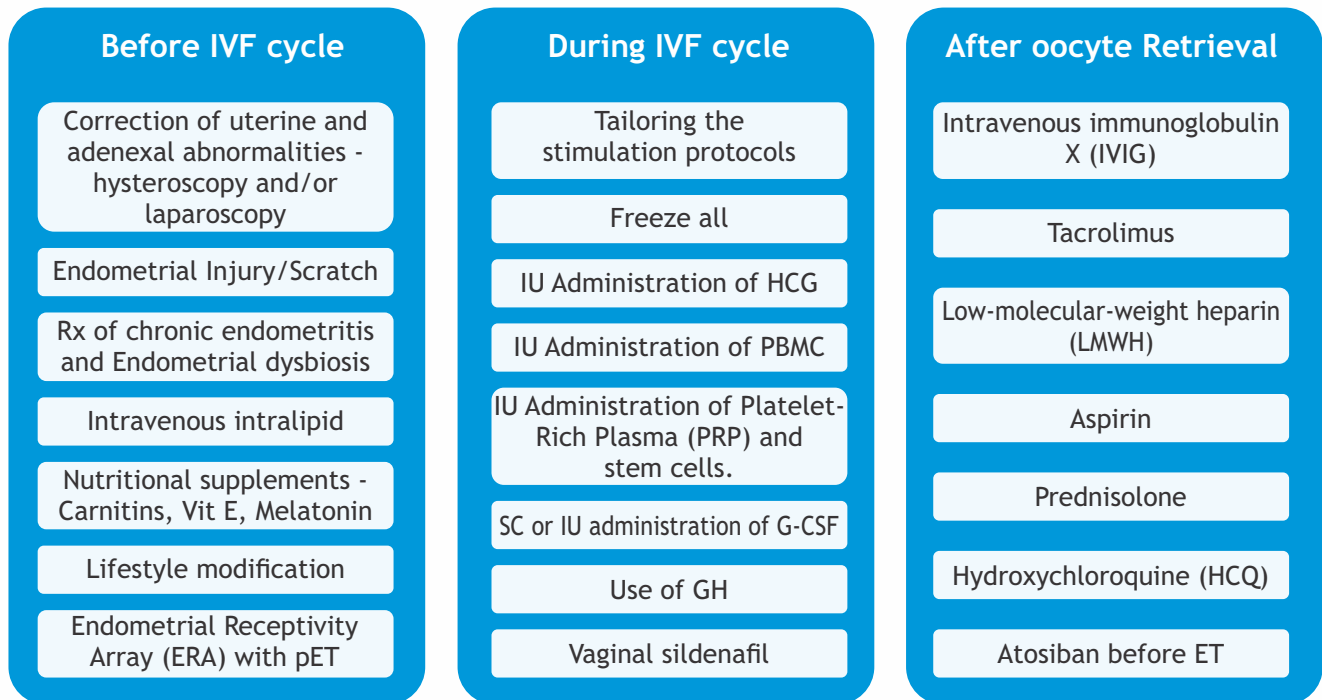 Before IVF cycle
Correction of uterine and
adenexal abnormalities -
hysteroscopy and/or
laparoscopy
Endometrial Injury/Scratch
Rx of chronic endometritis
and Endometrial dysbiosis
Intravenous intralipid
Nutritional supplements -
Carnitins, Vit E, Melatonin
Lifestyle modification
Endometrial Receptivity
Array (ERA) with pET
During IVF cycle
Tailoring the
stimulation protocols
Freeze all
IU Administration of HCG
IU Administration of PBMC
IU Administration of Platelet-
Rich Plasma (PRP) and
stem cells.
SC or IU administration of G-CSF
Use of GH
Vaginal sildenafil
After oocyte Retrieval
Intravenous immunoglobulin
X (IVIG)
Tacrolimus
Low-molecular-weight heparin
(LMWH)
Aspirin
Prednisolone
Hydroxychloroquine (HCQ)
Atosiban before ET